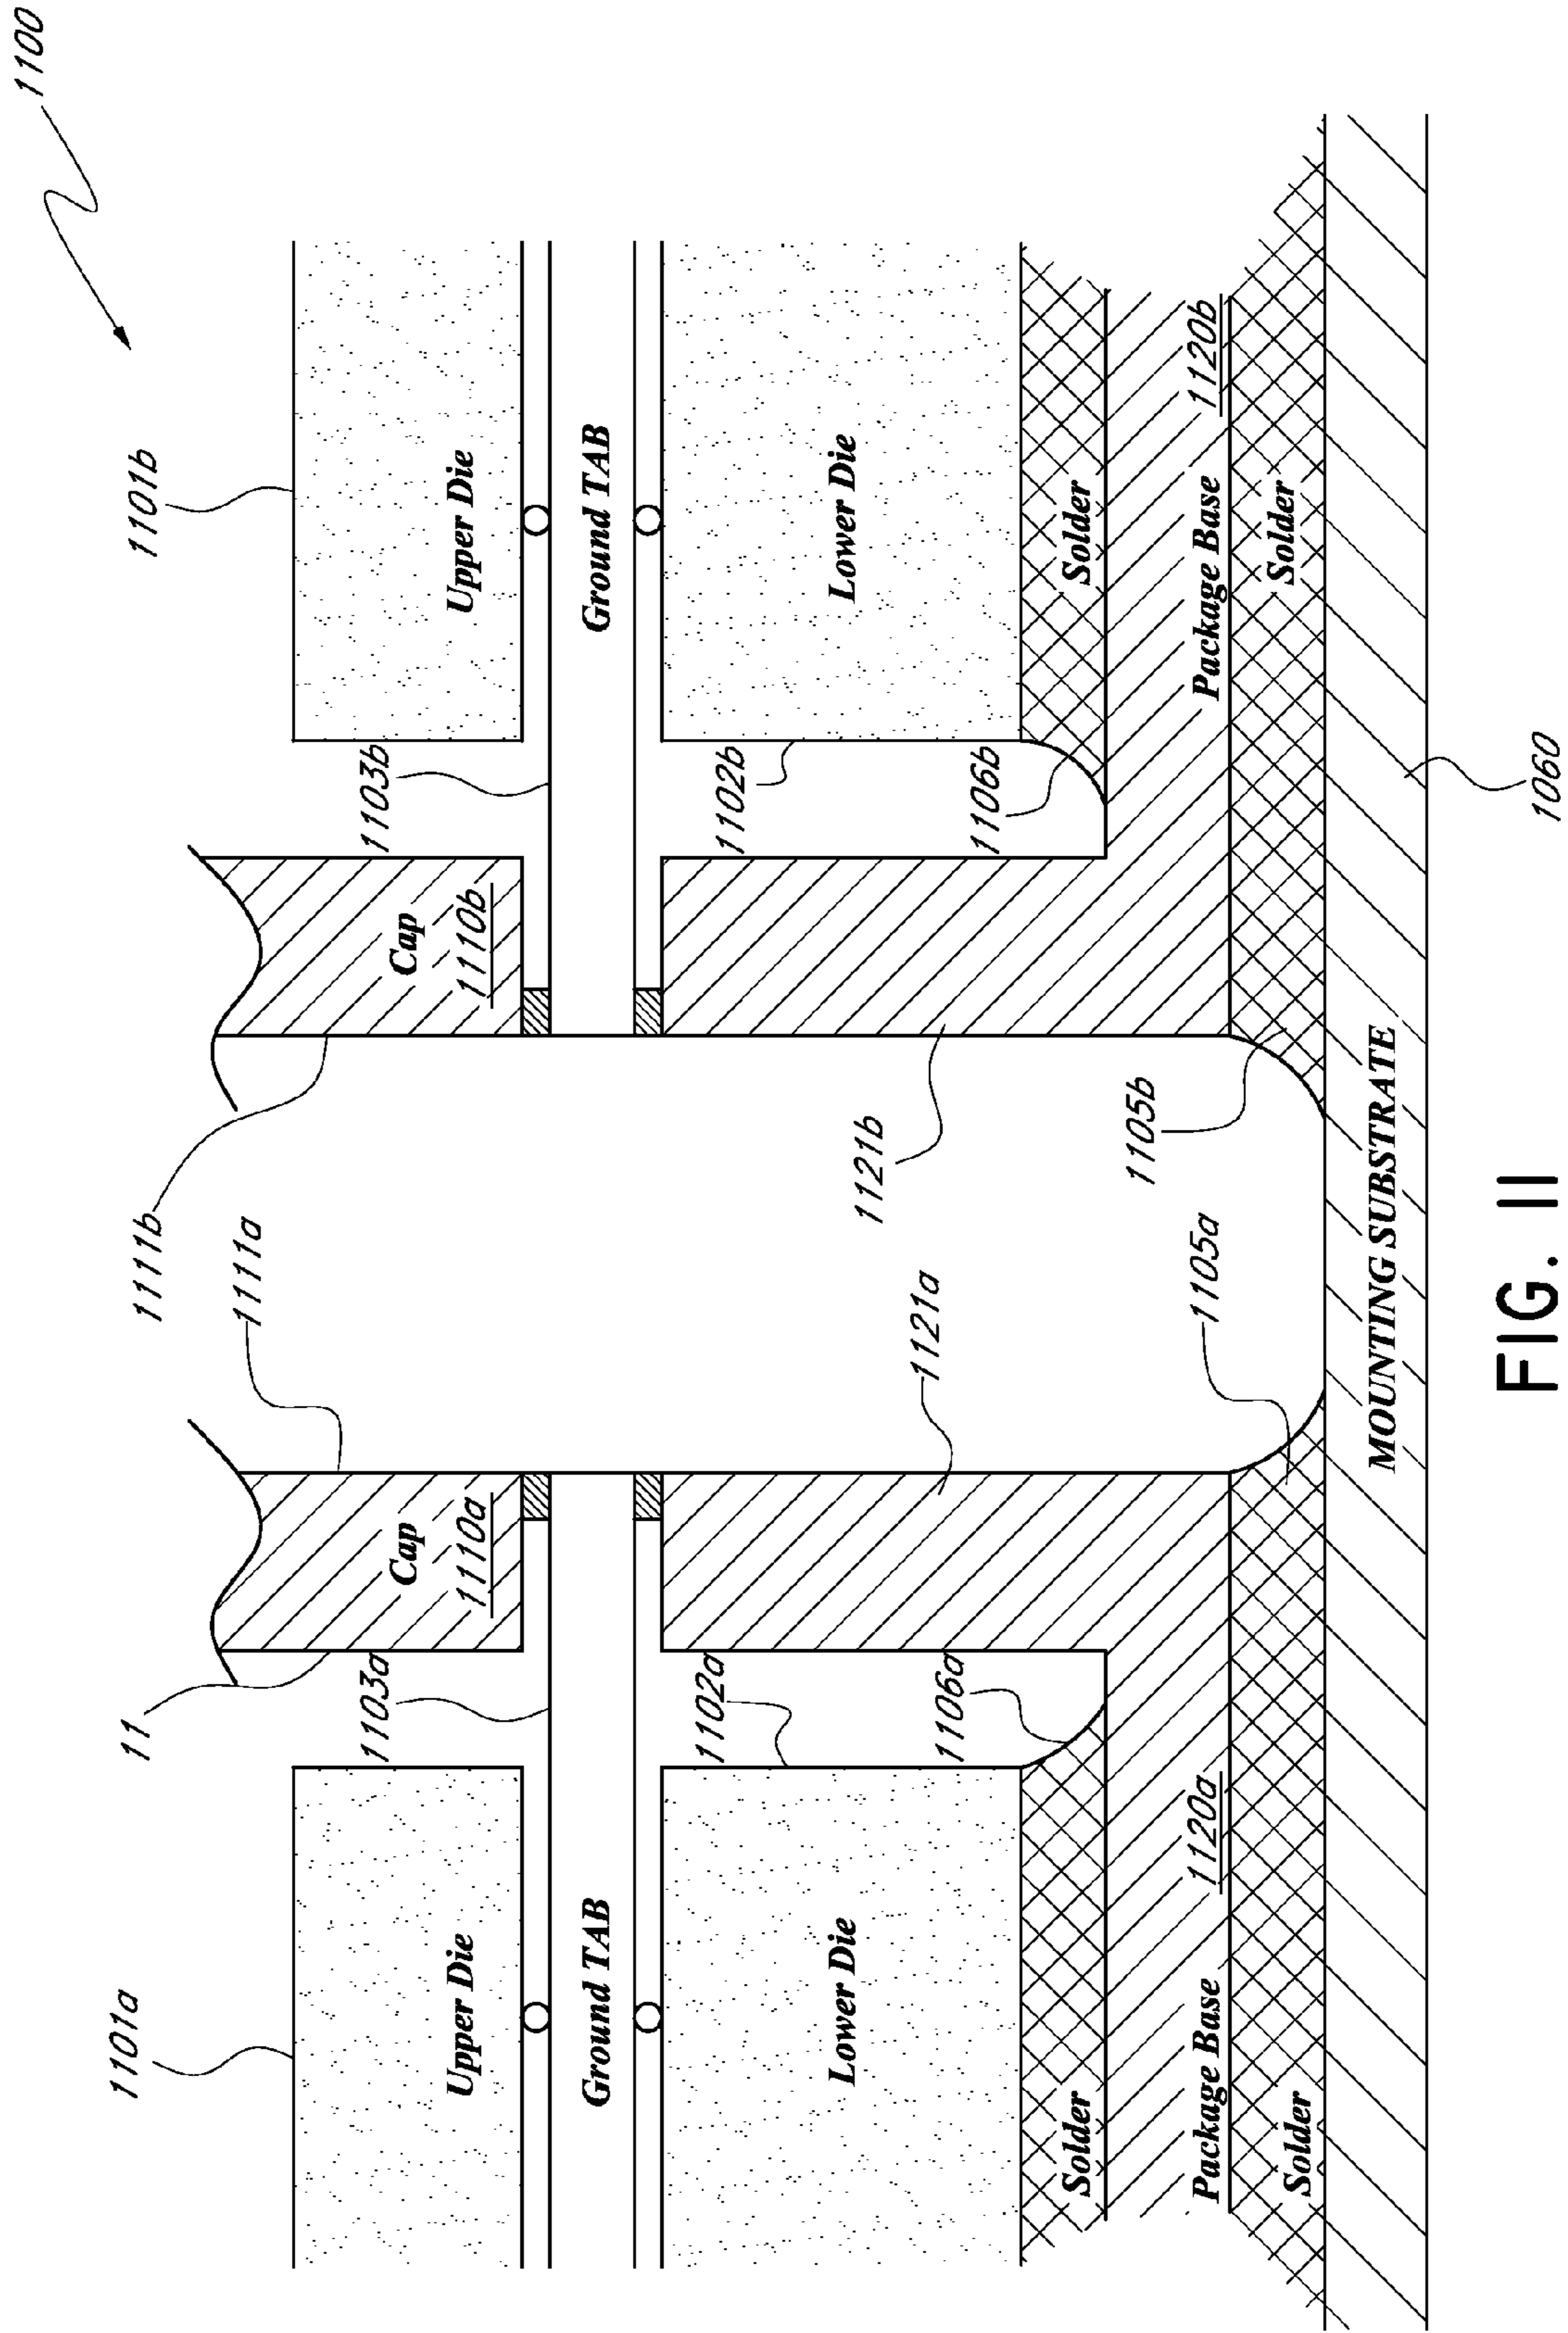 1100
1101a
1101b
11
1111a
1111b
Upper Die
Cap
1110a
Cap
1110b
Upper Die
1103a
1103b
Ground TAB
Ground TAB
1102a
1102b
Lower Die
1121a
1121b
Lower Die
1106a
1106b
Solder
Solder
1105a
1105b
Package Base
1120a
Package Base
1120b
Solder
Solder
MOUNTING SUBSTRATE
1060
FIG. 11